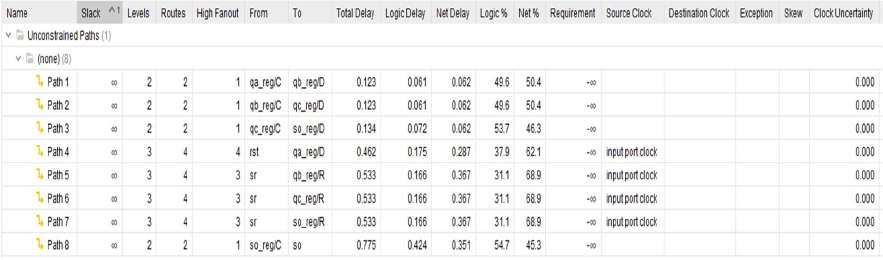 Name Slack ^1 Levels Routes High Fanout From To Total Delay Logic Delay Net Delay Logic % Net % Requirement Source Clock Destination Clock Exception Skew Clock Uncertainty
Unconstrained Paths (1)
(none) (8)
Path 1 ∞ 2 2 1 qa_reg/C qb_reg/D 0.123 0.061 0.062 49.6 50.4 -∞ 0.000
Path 2 ∞ 2 2 1 qb_reg/C qc_reg/D 0.123 0.061 0.062 49.6 50.4 -∞ 0.000
Path 3 ∞ 2 2 1 qc_reg/C so_reg/D 0.134 0.072 0.062 53.7 46.3 -∞ 0.000
Path 4 ∞ 3 4 4 rst qa_reg/D 0.462 0.175 0.287 37.9 62.1 -∞ input port clock 0.000
Path 5 ∞ 3 4 3 sr qb_reg/R 0.533 0.166 0.367 31.1 68.9 -∞ input port clock 0.000
Path 6 ∞ 3 4 3 sr qc_reg/R 0.533 0.166 0.367 31.1 68.9 -∞ input port clock 0.000
Path 7 ∞ 3 4 3 sr so_reg/R 0.533 0.166 0.367 31.1 68.9 -∞ input port clock 0.000
Path 8 ∞ 2 2 1 so_reg/C so 0.775 0.424 0.351 54.7 45.3 -∞ 0.000